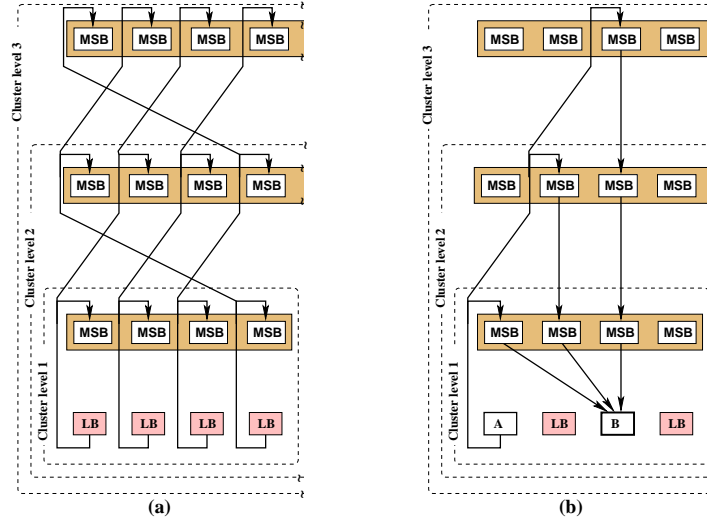 MSB MSB MSB MSB
Cluster level 3
MSB MSB MSB MSB
Cluster level 2
MSB MSB MSB MSB
Cluster level 1
LB LB LB LB
(a)
MSB MSB MSB MSB
Cluster level 3
MSB MSB MSB MSB
Cluster level 2
MSB MSB MSB MSB
Cluster level 1
A LB B LB
(b)